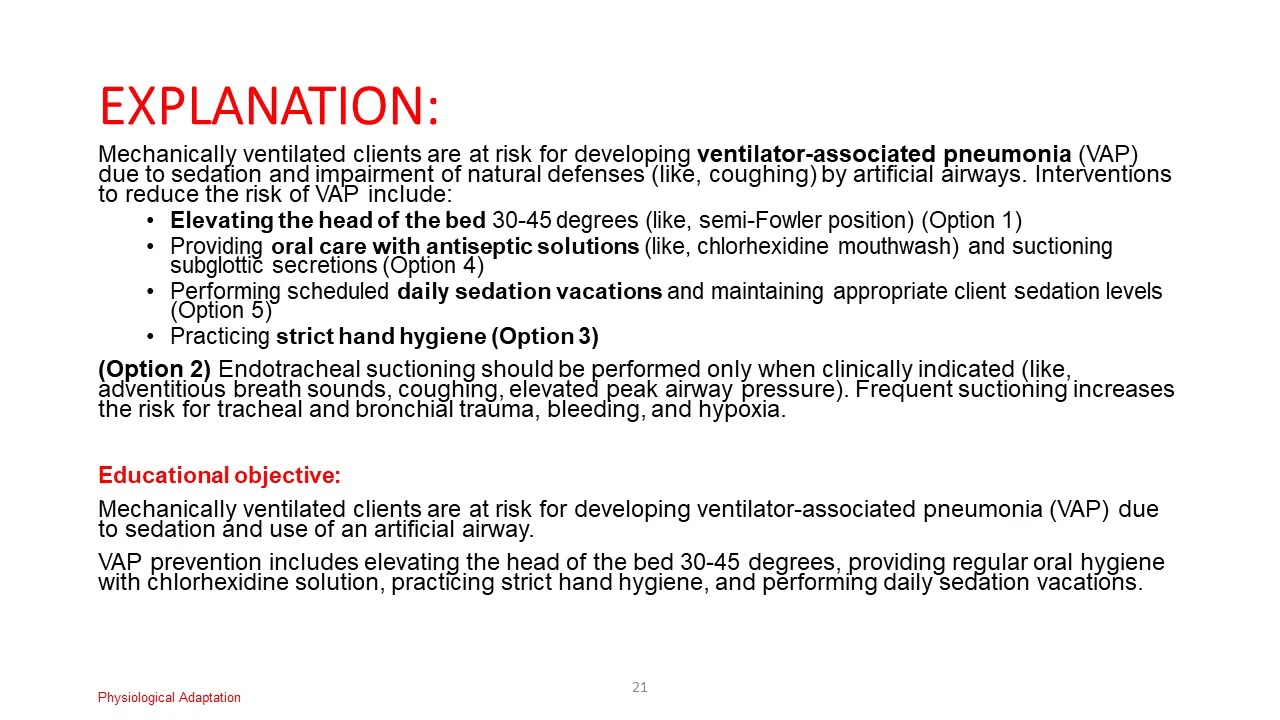 EXPLANATION:
Mechanically ventilated clients are at risk for developing ventilator-associated pneumonia (VAP)
due to sedation and impairment of natural defenses (like, coughing) by artificial airways. Interventions
to reduce the risk of VAP include:
• Elevating the head of the bed 30-45 degrees (like, semi-Fowler position) (Option 1)
• Providing oral care with antiseptic solutions (like, chlorhexidine mouthwash) and suctioning
subglottic secretions (Option 4)
• Performing scheduled daily sedation vacations and maintaining appropriate client sedation levels
(Option 5)
• Practicing strict hand hygiene (Option 3)
(Option 2) Endotracheal suctioning should be performed only when clinically indicated (like,
adventitious breath sounds, coughing, elevated peak airway pressure). Frequent suctioning increases
the risk for tracheal and bronchial trauma, bleeding, and hypoxia.
Educational objective:
Mechanically ventilated clients are at risk for developing ventilator-associated pneumonia (VAP) due
to sedation and use of an artificial airway.
VAP prevention includes elevating the head of the bed 30-45 degrees, providing regular oral hygiene
with chlorhexidine solution, practicing strict hand hygiene, and performing daily sedation vacations.
Physiological Adaptation
21